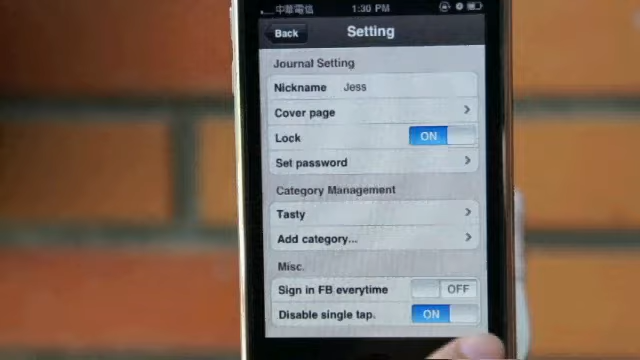 中華電信 1:30 PM
Back Setting
Journal Setting
Nickname Jess
Cover page
Lock ON
Set password
Category Management
Tasty
Add category...
Misc.
Sign in FB everytime OFF
Disable single tap. ON